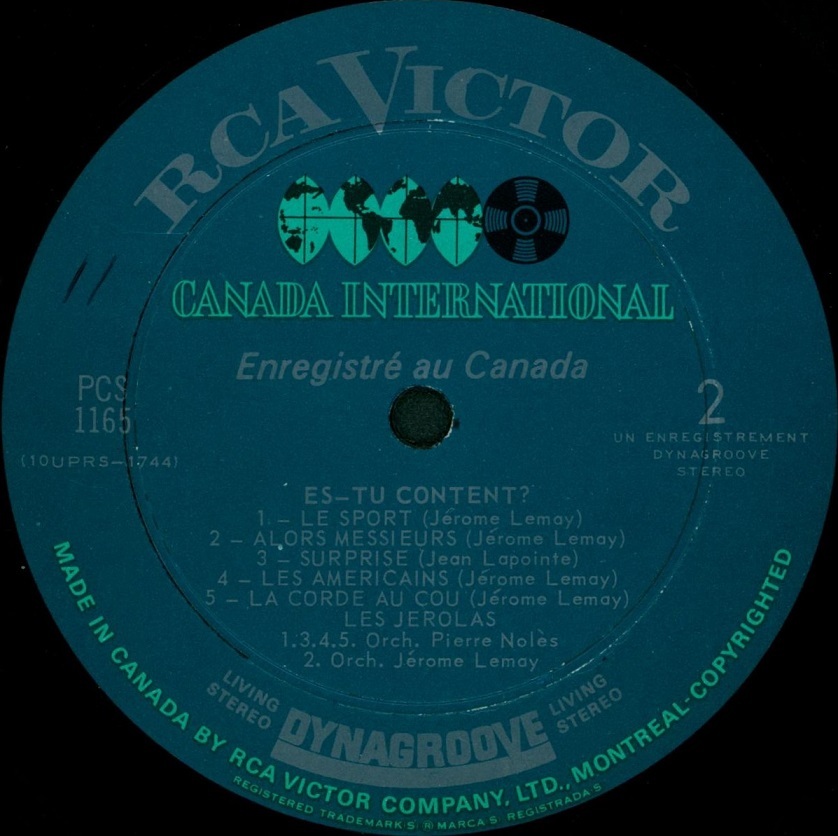 RCA VICTOR
CANADA INTERNATIONAL
Enregistré au Canada
PCS
1165
(10UPRS-1744)
2
UN ENREGISTREMENT
DYNAGROOVE
STEREO
ES-TU CONTENT?
1. - LE SPORT (Jérome Lemay)
2 - ALORS MESSIEURS (Jérome Lemay)
3 - SURPRISE (Jean Lapointe)
4 - LES AMERICAINS (Jérome Lemay)
5 - LA CORDE AU COU (Jérome Lemay)
LES JEROLAS
1.3.4.5. Orch. Pierre Nolès
2. Orch. Jérome Lemay
LIVING
STEREO
DYNAGROOVE
LIVING
STEREO
MADE IN CANADA BY RCA VICTOR COMPANY, LTD., MONTREAL-COPYRIGHTED
REGISTERED TRADEMARK S ® MARCA S REGISTRADA S